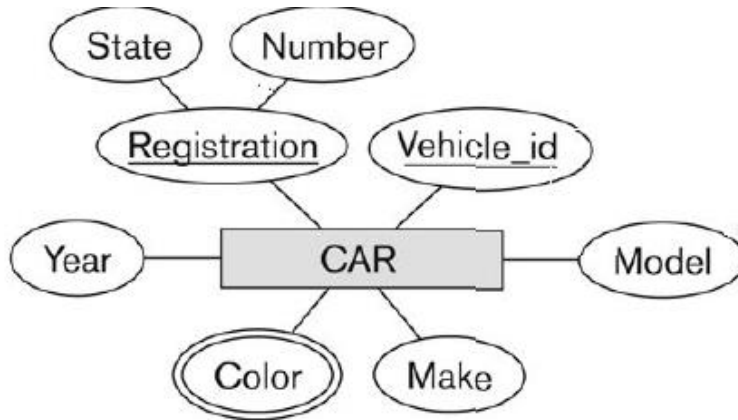 State
Number
Registration
Vehicle_id
Year
CAR
Model
Color
Make